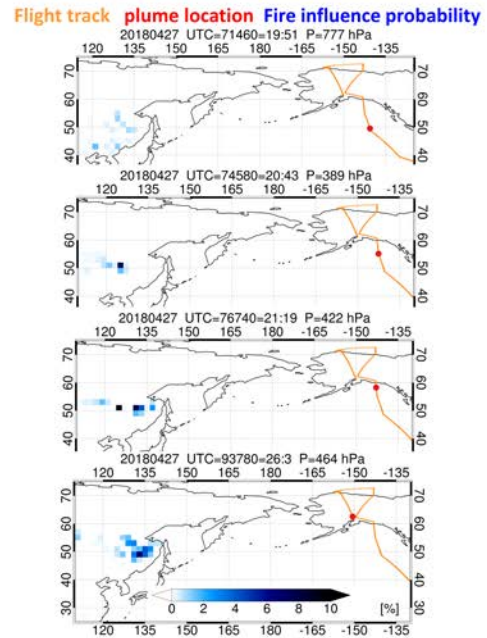 Flight track plume location Fire influence probability
20180427 UTC=71460=19:51 P=777 hPa
120 135 150 165 180 -165 -150 -135
70 70
60 60
50 50
40 40
20180427 UTC=74580=20:43 P=389 hPa
120 135 150 165 180 -165 -150 -135
70 70
60 60
50 50
40 40
20180427 UTC=76740=21:19 P=422 hPa
120 135 150 165 180 -165 -150 -135
70 70
60 60
50 50
40 40
20180427 UTC=93780=26:3 P=464 hPa
120 135 150 165 180 -165 -150 -135
70 70
60 60
50 50
40 40
30 30
0 2 4 6 8 10 [%]
120 135 150 165 180 -165 -150 -135